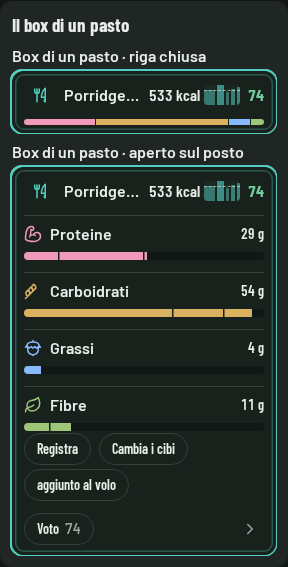 Il box di un pasto
Box di un pasto · riga chiusa
Porridge... 533 kcal 74
Box di un pasto · aperto sul posto
Porridge... 533 kcal 74
Proteine 29 g
Carboidrati 54 g
Grassi 4 g
Fibre 11 g
Registra Cambia i cibi
aggiunto al volo
Voto 74